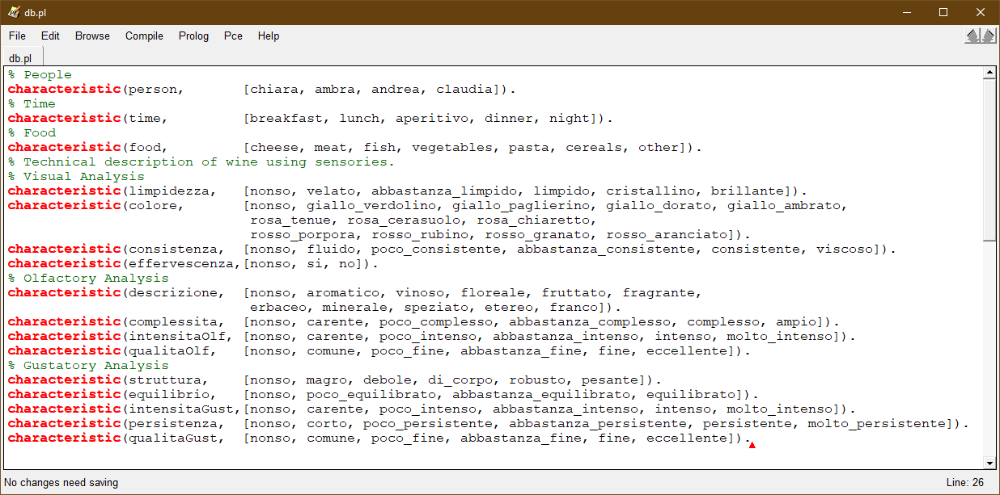 db.pl
File Edit Browse Compile Prolog Pce Help
db.pl
% People
characteristic(person,       [chiara, ambra, andrea, claudia]).
% Time
characteristic(time,         [breakfast, lunch, aperitivo, dinner, night]).
% Food
characteristic(food,         [cheese, meat, fish, vegetables, pasta, cereals, other]).
% Technical description of wine using sensories.
% Visual Analysis
characteristic(limpidezza,   [nonso, velato, abbastanza_limpido, limpido, cristallino, brillante]).
characteristic(colore,       [nonso, giallo_verdolino, giallo_paglierino, giallo_dorato, giallo_ambrato,
                              rosa_tenue, rosa_cerasuolo, rosa_chiaretto,
                              rosso_porpora, rosso_rubino, rosso_granato, rosso_aranciato]).
characteristic(consistenza,  [nonso, fluido, poco_consistente, abbastanza_consistente, consistente, viscoso]).
characteristic(effervescenza,[nonso, si, no]).
% Olfactory Analysis
characteristic(descrizione,  [nonso, aromatico, vinoso, floreale, fruttato, fragrante,
                              erbaceo, minerale, speziato, etereo, franco]).
characteristic(complessita,  [nonso, carente, poco_complesso, abbastanza_complesso, complesso, ampio]).
characteristic(intensitaOlf, [nonso, carente, poco_intenso, abbastanza_intenso, intenso, molto_intenso]).
characteristic(qualitaOlf,   [nonso, comune, poco_fine, abbastanza_fine, fine, eccellente]).
% Gustatory Analysis
characteristic(struttura,    [nonso, magro, debole, di_corpo, robusto, pesante]).
characteristic(equilibrio,   [nonso, poco_equilibrato, abbastanza_equilibrato, equilibrato]).
characteristic(intensitaGust,[nonso, carente, poco_intenso, abbastanza_intenso, intenso, molto_intenso]).
characteristic(persistenza,  [nonso, corto, poco_persistente, abbastanza_persistente, persistente, molto_persistente]).
characteristic(qualitaGust,  [nonso, comune, poco_fine, abbastanza_fine, fine, eccellente]).
No changes need saving Line: 26